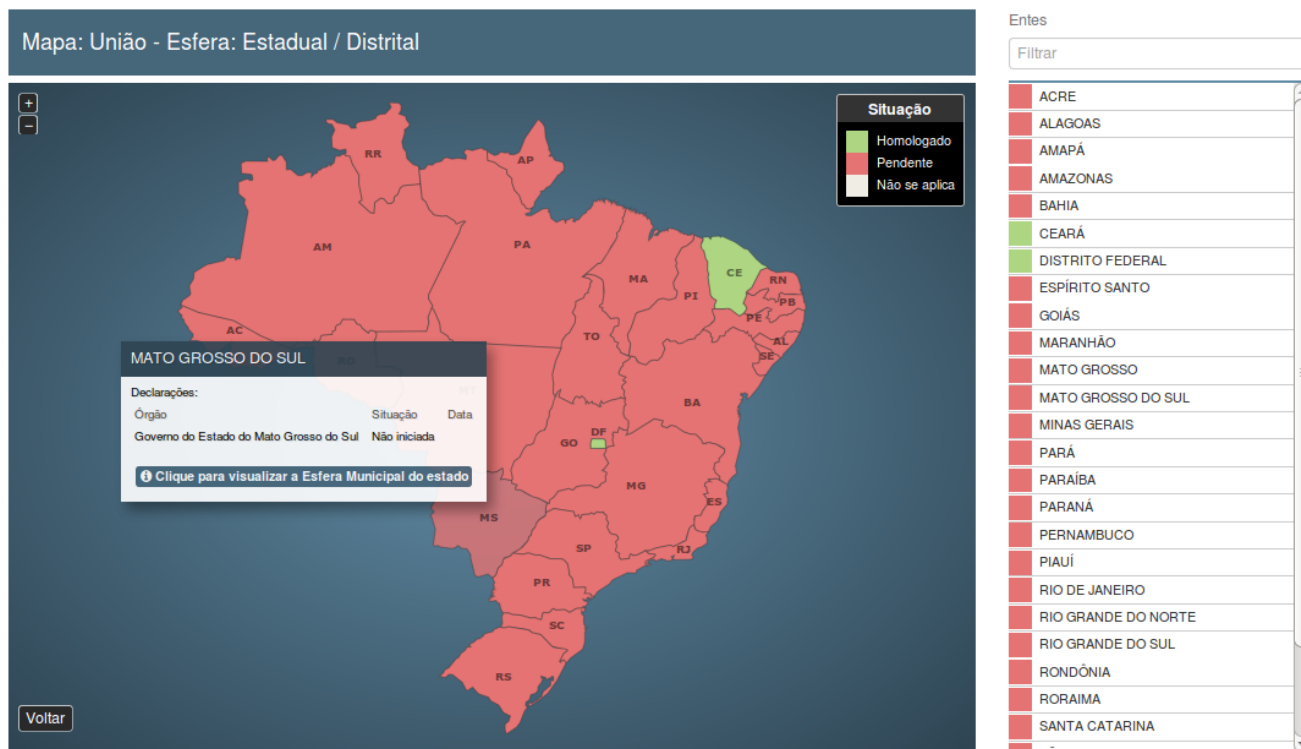 Mapa: União - Esfera: Estadual / Distrital
+
−
Situação
Homologado
Pendente
Não se aplica
RR
AP
AM
PA
MA
CE
RN
PI
PB
PE
AC
TO
AL
SE
MATO GROSSO DO SUL
Declarações:
Órgão Situação Data
Governo do Estado do Mato Grosso do Sul Não iniciada
Clique para visualizar a Esfera Municipal do estado
RO
MT
BA
DF
GO
MG
ES
MS
SP
RJ
PR
SC
RS
Voltar
Entes
Filtrar
ACRE
ALAGOAS
AMAPÁ
AMAZONAS
BAHIA
CEARÁ
DISTRITO FEDERAL
ESPÍRITO SANTO
GOIÁS
MARANHÃO
MATO GROSSO
MATO GROSSO DO SUL
MINAS GERAIS
PARÁ
PARAÍBA
PARANÁ
PERNAMBUCO
PIAUÍ
RIO DE JANEIRO
RIO GRANDE DO NORTE
RIO GRANDE DO SUL
RONDÔNIA
RORAIMA
SANTA CATARINA